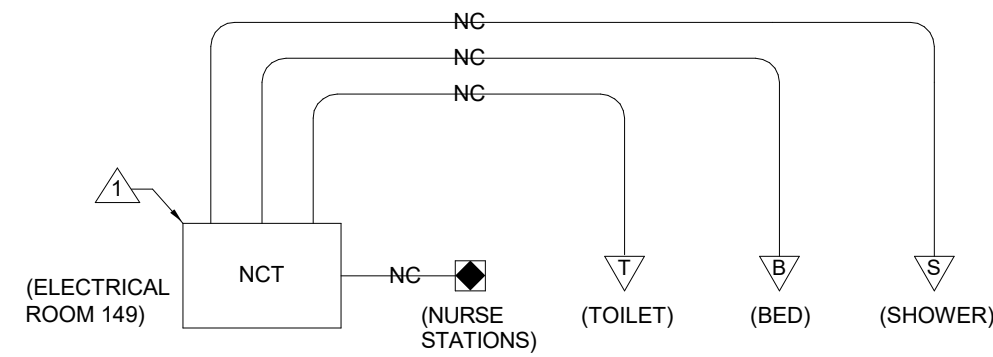 NC
NC
NC
1
(ELECTRICAL
ROOM 149)
NCT
NC
(NURSE
STATIONS)
T
(TOILET)
B
(BED)
S
(SHOWER)